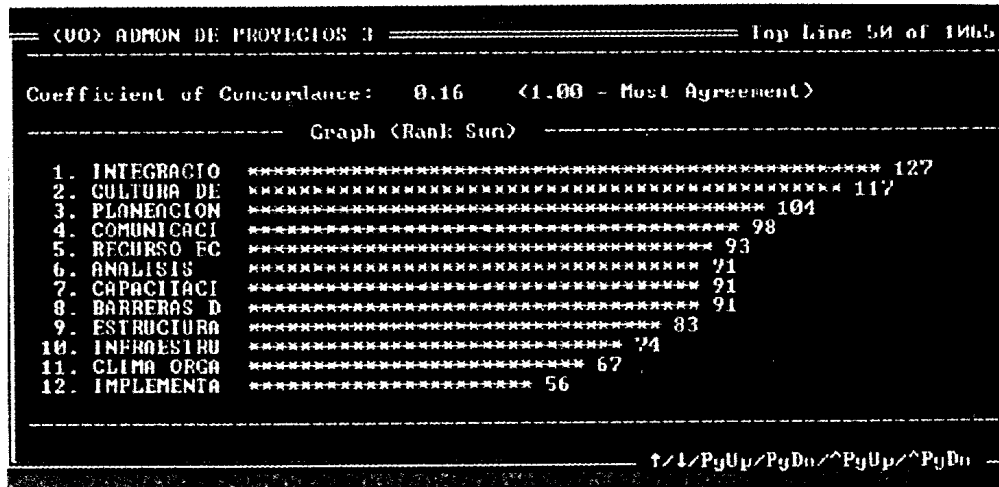 (VO) ADMON DE PROYECTOS 3 Top Line 50 of 1065
Coefficient of Concordance: 0.16 (1.00 - Most Agreement)
Graph (Rank Sum)
1. INTEGRACIO ************************************************* 127
2. CULTURA DE ********************************************** 117
3. PLANEACION **************************************** 104
4. COMUNICACI ************************************** 98
5. RECURSO EC ************************************ 93
6. ANALISIS *********************************** 91
7. CAPACITACI *********************************** 91
8. BARRERAS D *********************************** 91
9. ESTRUCTURA ******************************** 83
10. INFRAESTRU ***************************** 74
11. CLIMA ORGA ************************** 67
12. IMPLEMENTA ********************** 56
↑/↓/PgUp/PgDn/^PgUp/^PgDn